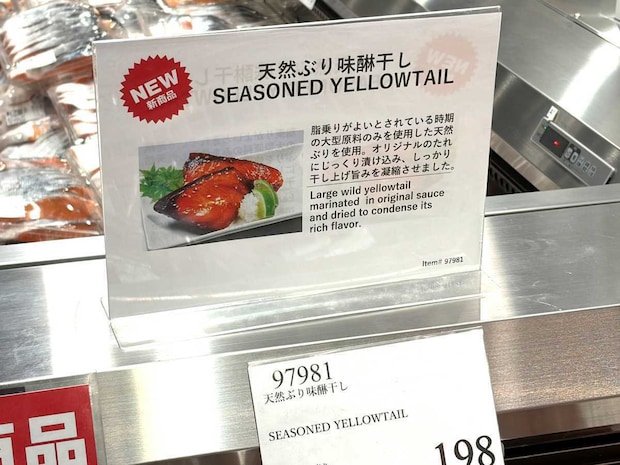 NEW
新商品
天然ぶり味醂干し
SEASONED YELLOWTAIL
脂乗りがよいとされている時期
の大型原料のみを使用した天然
ぶりを使用。オリジナルのたれ
にじっくり漬け込み、しっかり
干し上げ旨みを凝縮させました。
Large wild yellowtail
marinated in original sauce
and dried to condense its
rich flavor.
Item# 97981
97981
天然ぶり味醂干し
SEASONED YELLOWTAIL
198
品